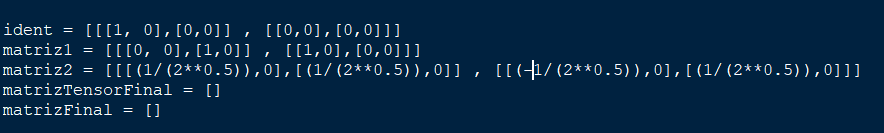 ident = [[[1, 0],[0,0]] , [[0,0],[0,0]]]
matriz1 = [[[0, 0],[1,0]] , [[1,0],[0,0]]]
matriz2 = [[[(1/(2**0.5)),0],[(1/(2**0.5)),0]] , [[(-1/(2**0.5)),0],[(1/(2**0.5)),0]]]
matrizTensorFinal = []
matrizFinal = []